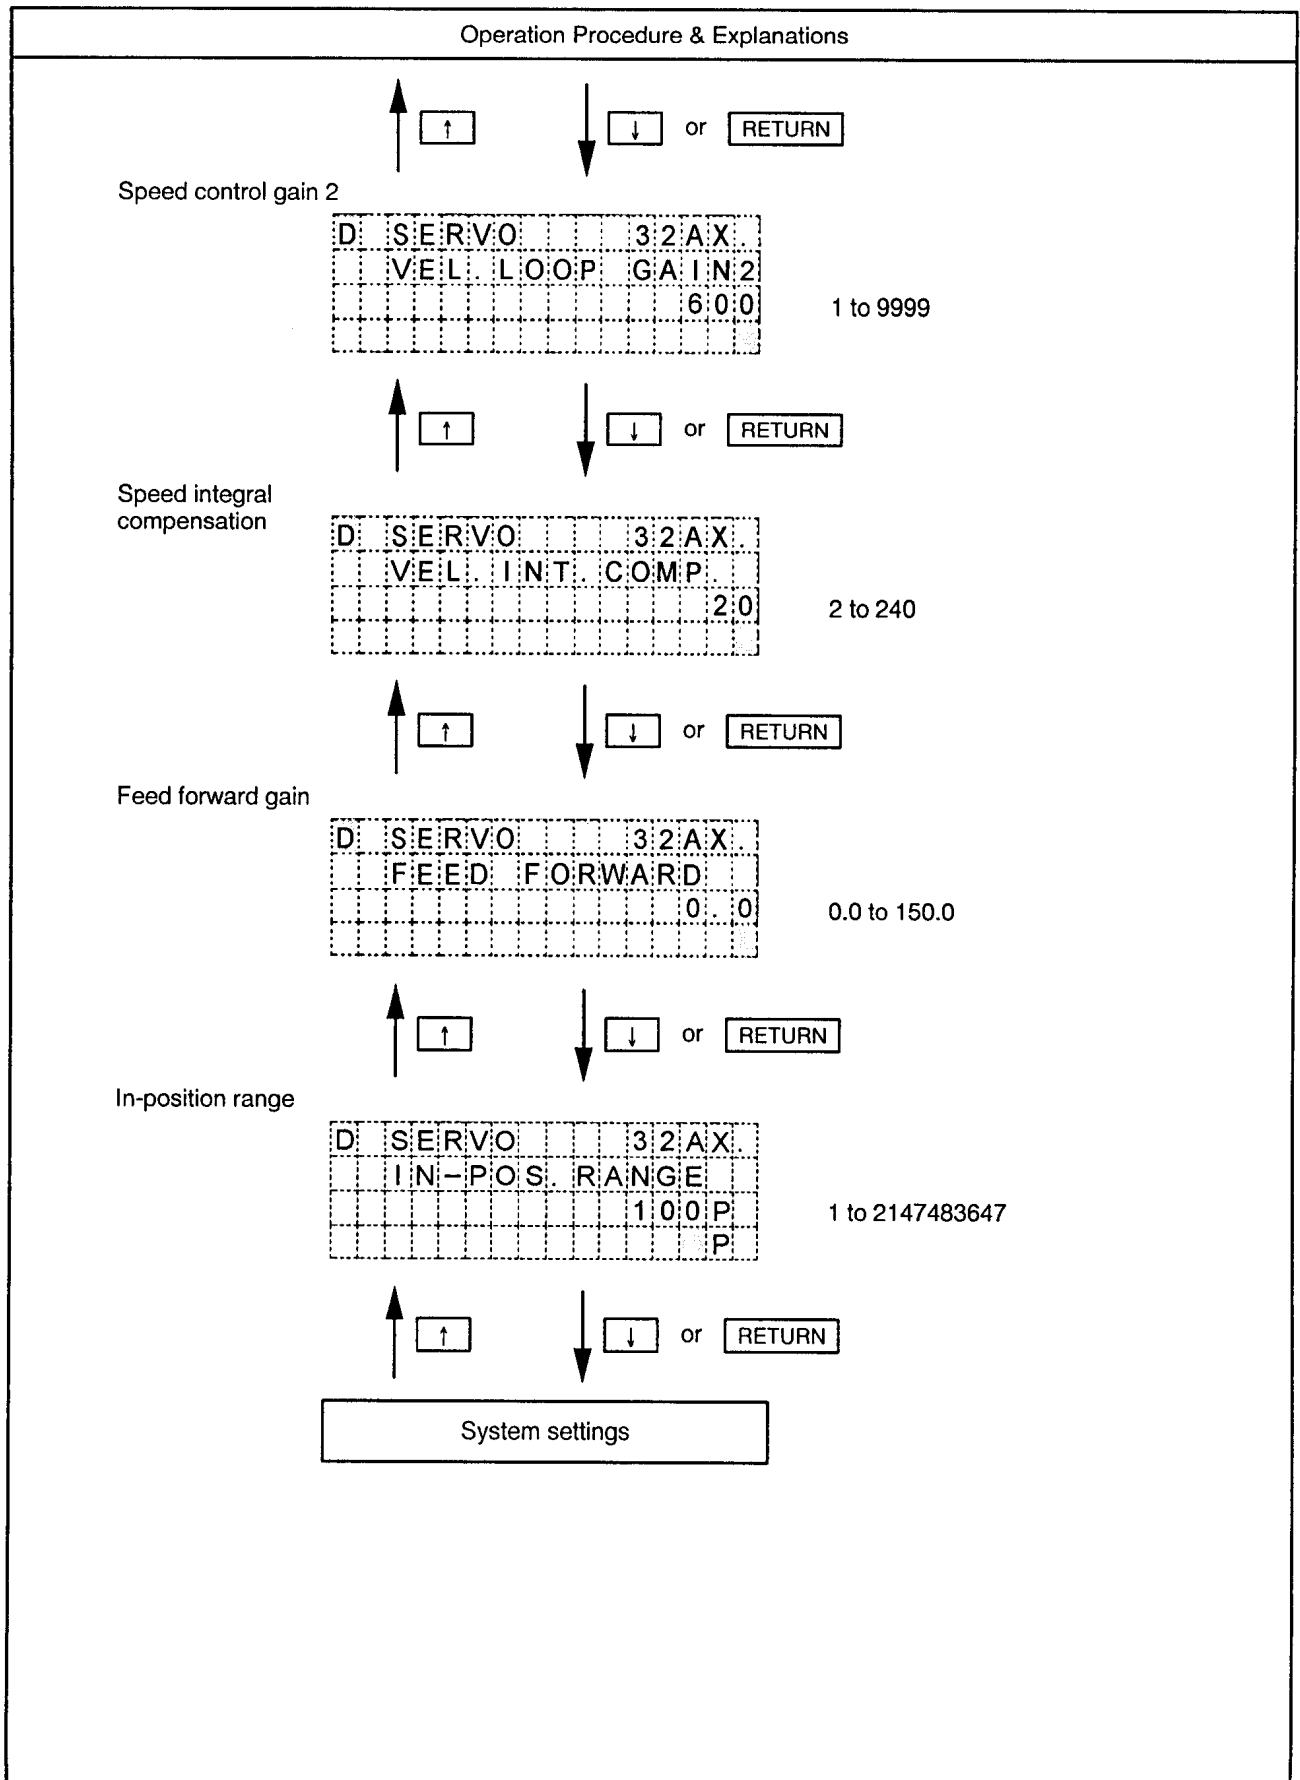 Operation Procedure & Explanations
↑ ↓ or RETURN
Speed control gain 2
D SERVO 32AX.
VEL. LOOP GAIN2
600 1 to 9999
↑ ↓ or RETURN
Speed integral
compensation
D SERVO 32AX.
VEL. INT. COMP.
20 2 to 240
↑ ↓ or RETURN
Feed forward gain
D SERVO 32AX.
FEED FORWARD
0.0 0.0 to 150.0
↑ ↓ or RETURN
In-position range
D SERVO 32AX.
IN–POS. RANGE
100P 1 to 2147483647
P
↑ ↓ or RETURN
System settings